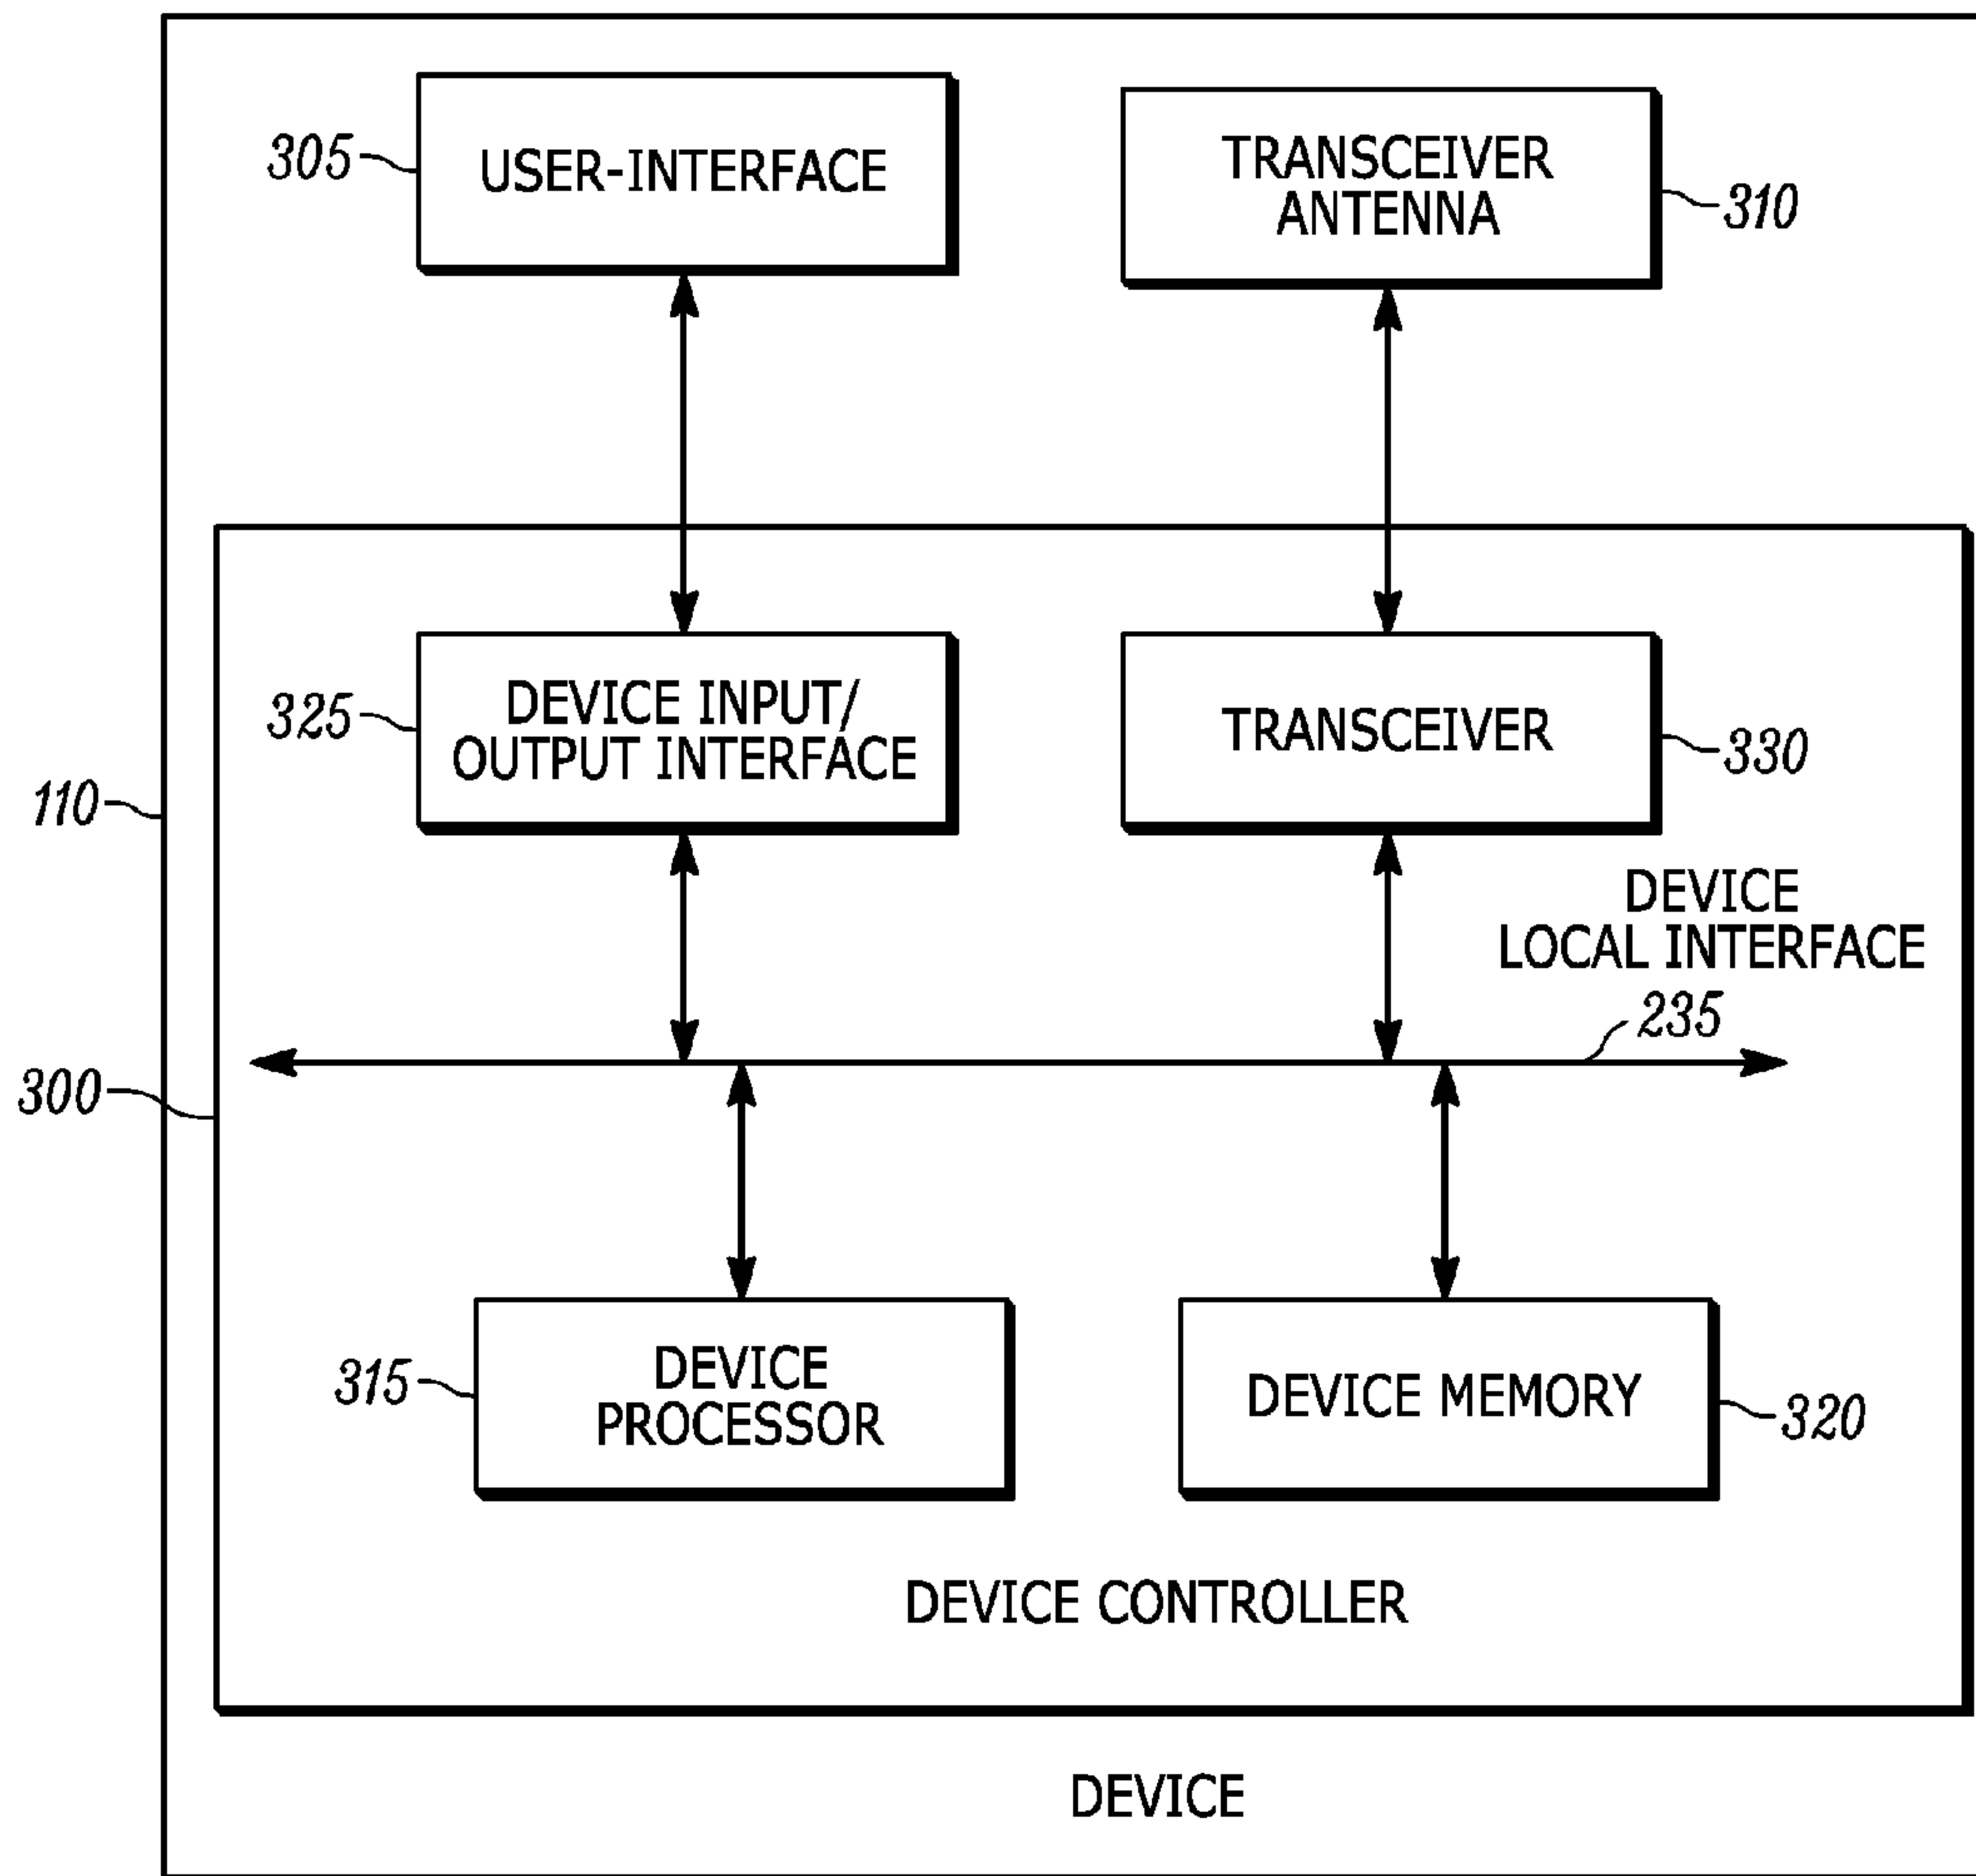 USER-INTERFACE
305
TRANSCEIVER
ANTENNA
310
DEVICE INPUT/
OUTPUT INTERFACE
325
TRANSCEIVER
330
110
DEVICE
LOCAL INTERFACE
235
300
DEVICE
PROCESSOR
315
DEVICE MEMORY
320
DEVICE CONTROLLER
DEVICE